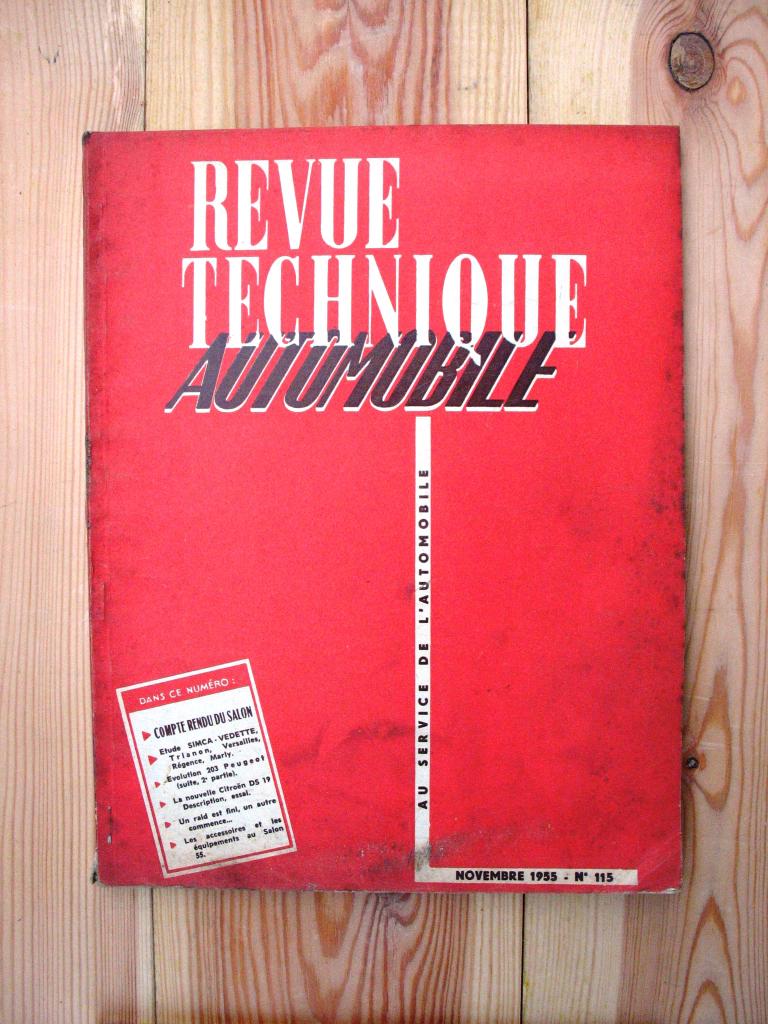 REVUE
TECHNIQUE
AUTOMOBILE
AU SERVICE DE L'AUTOMOBILE
DANS CE NUMÉRO :
COMPTE RENDU DU SALON
Etude SIMCA-VEDETTE,
Trianon, Versailles,
Régence, Marly.
Evolution 203 Peugeot
(suite, 2e partie).
La nouvelle Citroën DS 19
Description, essai.
Un raid est fini, un autre
commence...
Les accessoires et les
équipements au Salon
55.
NOVEMBRE 1955 - N° 115